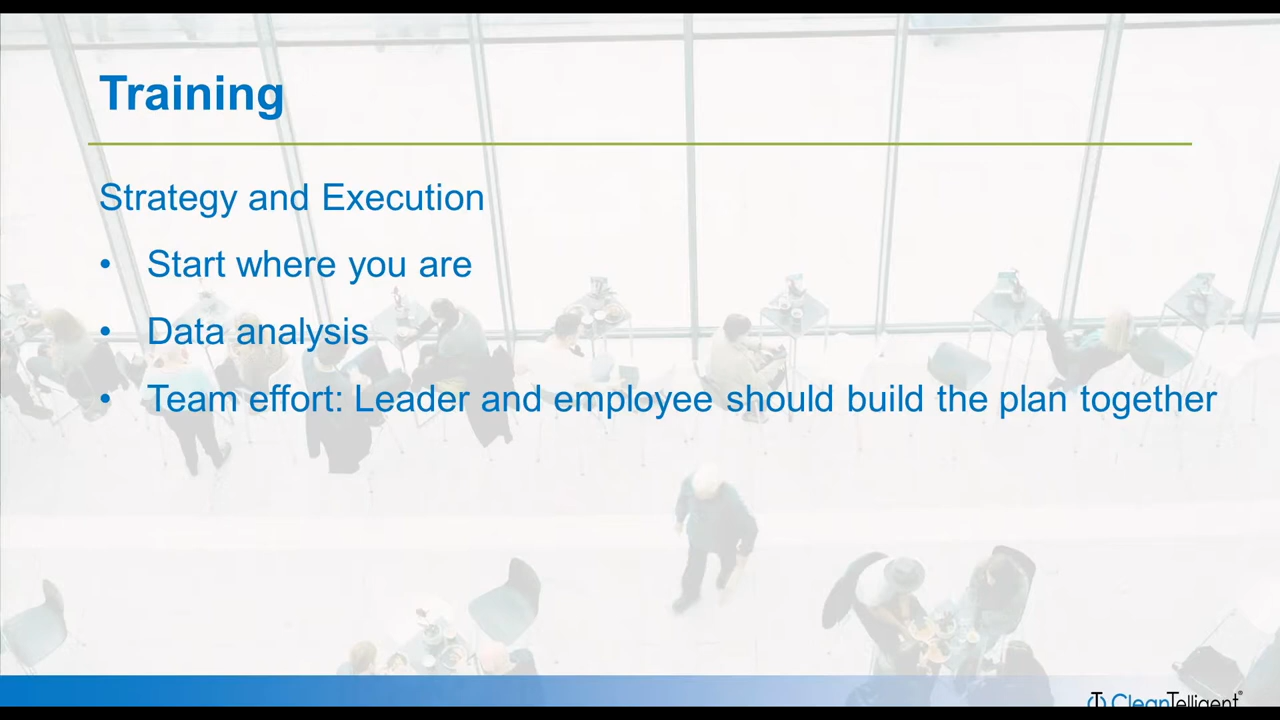 Training
Strategy and Execution
• Start where you are
• Data analysis
• Team effort: Leader and employee should build the plan together
CleanTelligent®